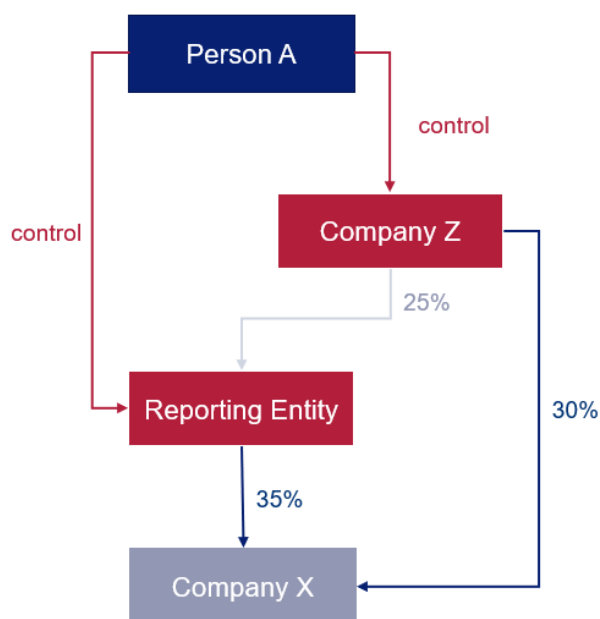 Person A
control
control
Company Z
25%
Reporting Entity
30%
35%
Company X